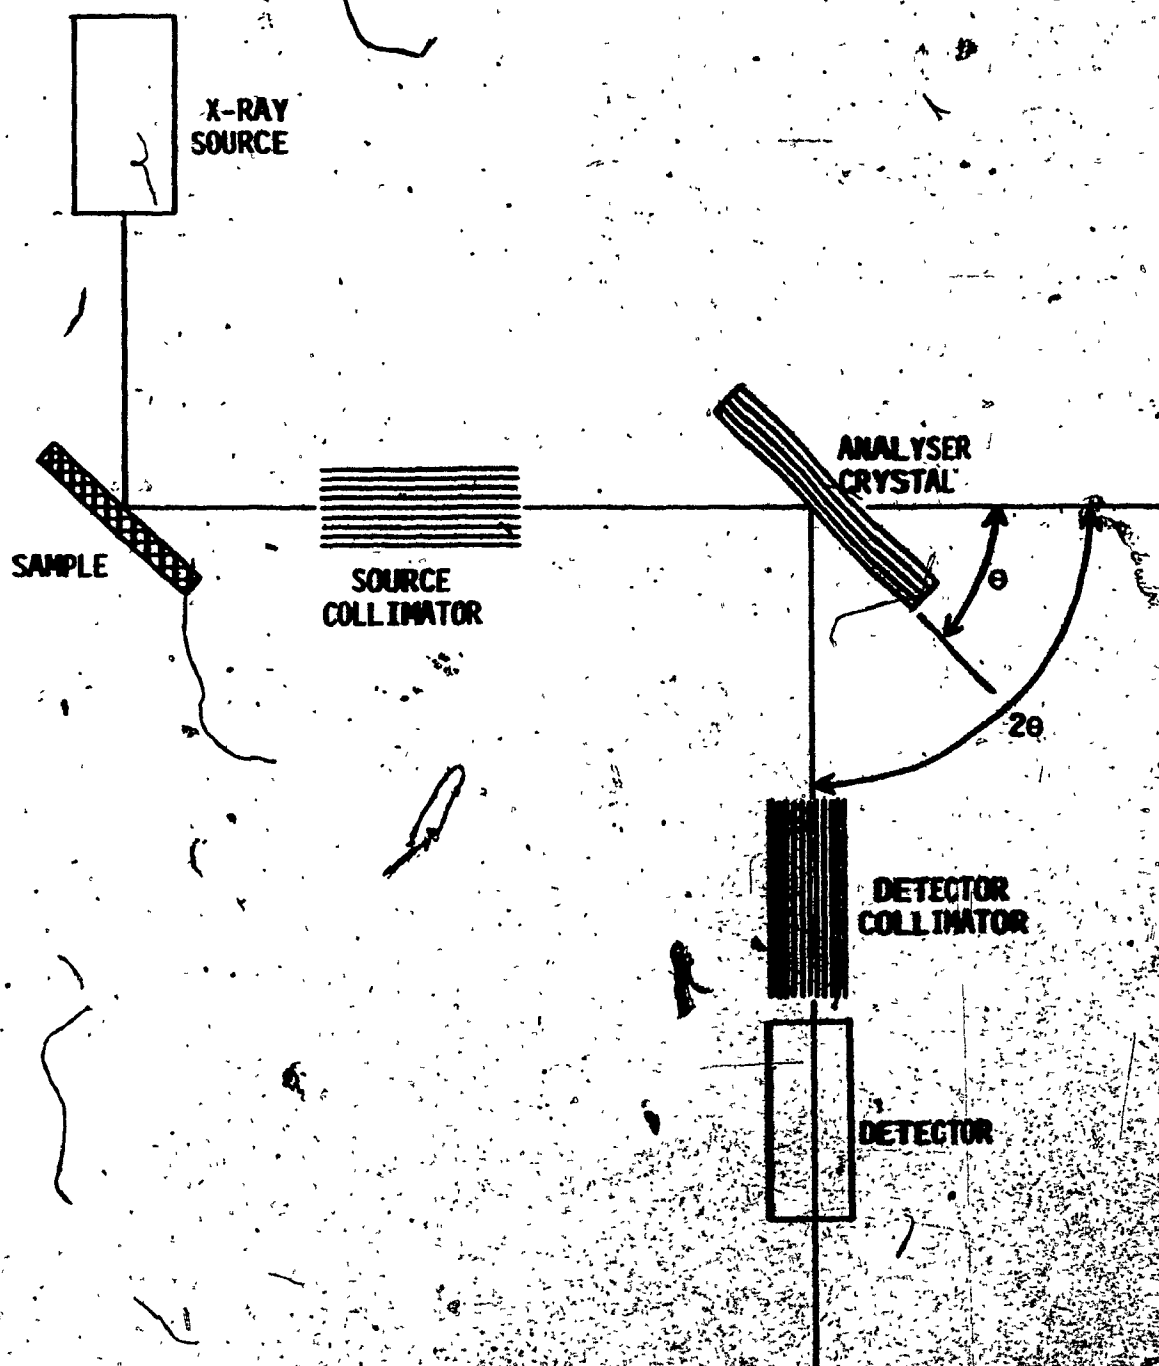 X-RAY
SOURCE
ANALYSER
CRYSTAL
SAMPLE
SOURCE
COLLIMATOR
θ
2θ
DETECTOR
COLLIMATOR
DETECTOR